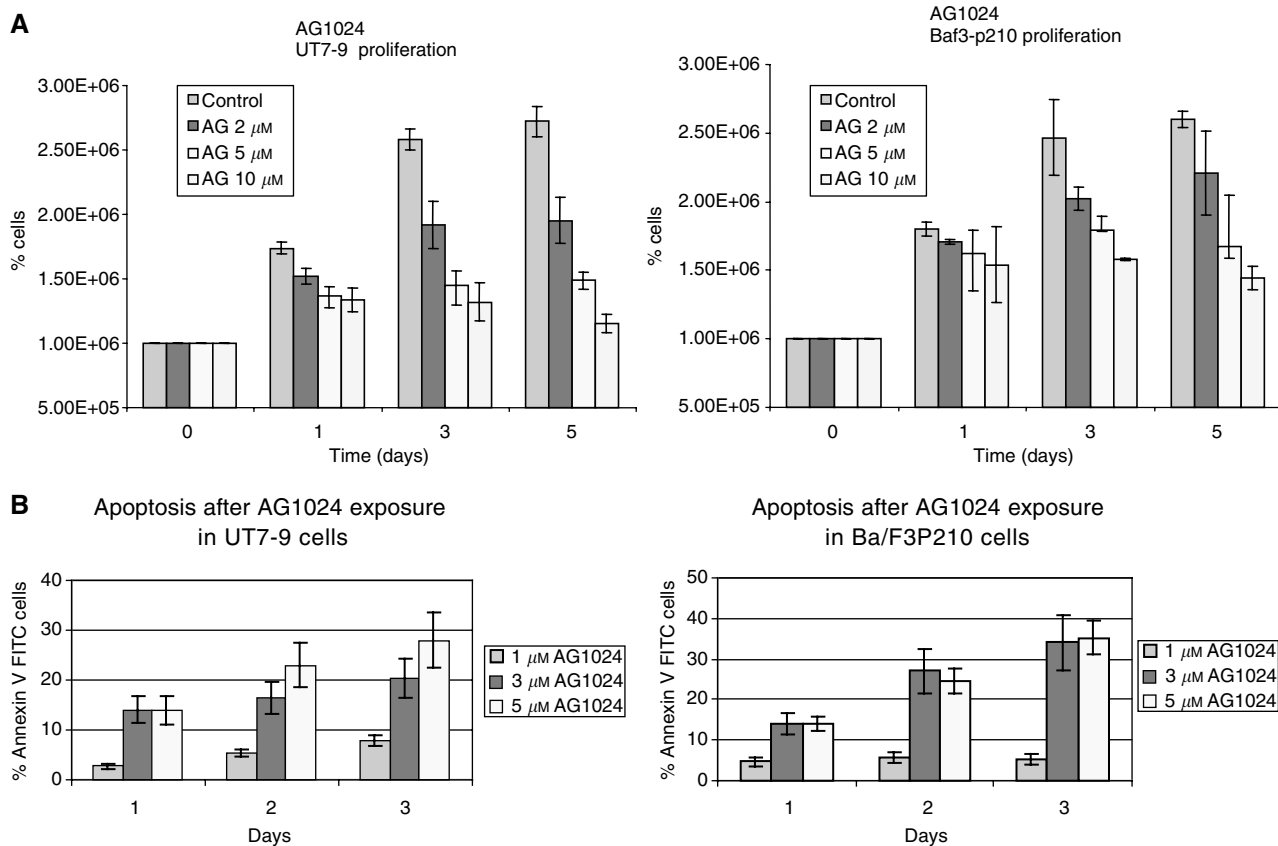 A
AG1024
UT7-9 proliferation
3.00E+06
2.50E+06
2.00E+06
1.50E+06
1.00E+06
5.00E+05
% cells
Control
AG 2 μM
AG 5 μM
AG 10 μM
0 1 3 5
Time (days)
AG1024
Baf3-p210 proliferation
3.00E+06
2.50E+06
2.00E+06
1.50E+06
1.00E+06
5.00E+05
% cells
Control
AG 2 μM
AG 5 μM
AG 10 μM
0 1 3 5
Time (days)
B
Apoptosis after AG1024 exposure
in UT7-9 cells
40
30
20
10
0
% Annexin V FITC cells
1 2 3
Days
1 μM AG1024
3 μM AG1024
5 μM AG1024
Apoptosis after AG1024 exposure
in Ba/F3P210 cells
50
40
30
20
10
0
% Annexin V FITC cells
1 2 3
Days
1 μM AG1024
3 μM AG1024
5 μM AG1024